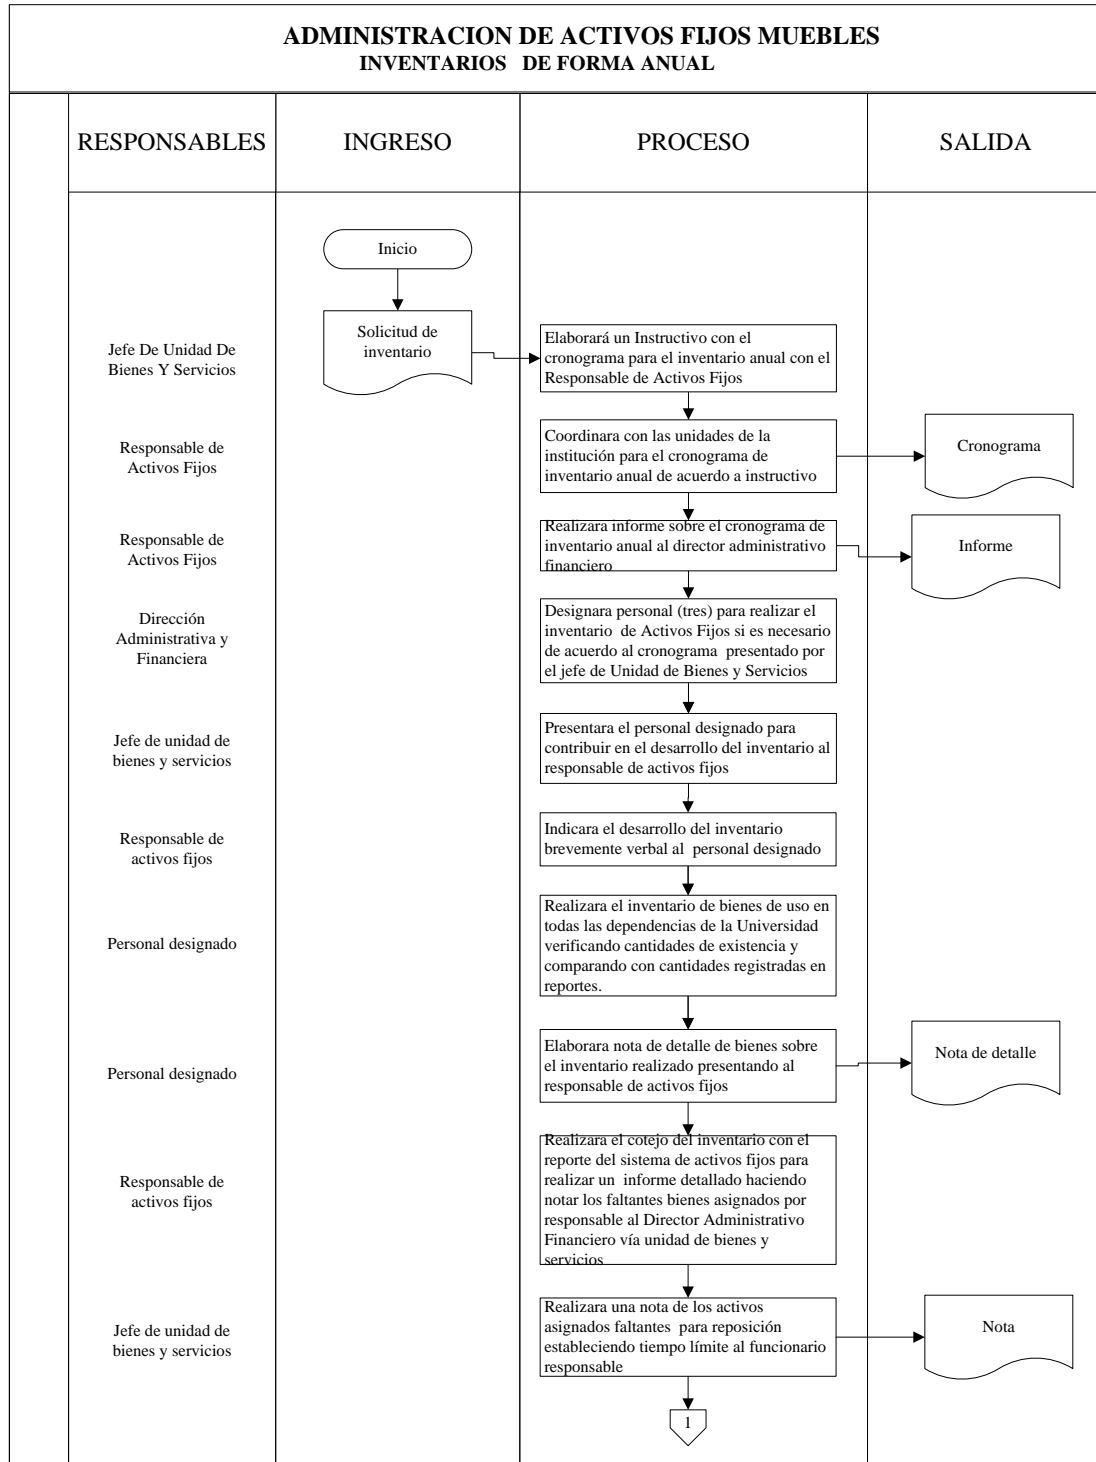 ADMINISTRACION DE ACTIVOS FIJOS MUEBLES
INVENTARIOS DE FORMA ANUAL
RESPONSABLES
INGRESO
PROCESO
SALIDA
Inicio
Jefe De Unidad De
Bienes Y Servicios
Solicitud de
inventario
Elaborará un Instructivo con el
cronograma para el inventario anual con el
Responsable de Activos Fijos
Responsable de
Activos Fijos
Coordinara con las unidades de la
institución para el cronograma de
inventario anual de acuerdo a instructivo
Cronograma
Responsable de
Activos Fijos
Realizara informe sobre el cronograma de
inventario anual al director administrativo
financiero
Informe
Dirección
Administrativa y
Financiera
Designara personal (tres) para realizar el
inventario de Activos Fijos si es necesario
de acuerdo al cronograma presentado por
el jefe de Unidad de Bienes y Servicios
Jefe de unidad de
bienes y servicios
Presentara el personal designado para
contribuir en el desarrollo del inventario al
responsable de activos fijos
Responsable de
activos fijos
Indicara el desarrollo del inventario
brevemente verbal al personal designado
Personal designado
Realizara el inventario de bienes de uso en
todas las dependencias de la Universidad
verificando cantidades de existencia y
comparando con cantidades registradas en
reportes.
Personal designado
Elaborara nota de detalle de bienes sobre
el inventario realizado presentando al
responsable de activos fijos
Nota de detalle
Responsable de
activos fijos
Realizara el cotejo del inventario con el
reporte del sistema de activos fijos para
realizar un informe detallado haciendo
notar los faltantes bienes asignados por
responsable al Director Administrativo
Financiero vía unidad de bienes y
servicios
Jefe de unidad de
bienes y servicios
Realizara una nota de los activos
asignados faltantes para reposición
estableciendo tiempo límite al funcionario
responsable
Nota
1